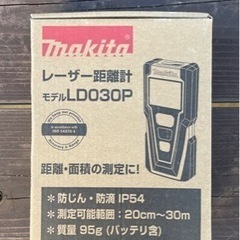 makita
レーザー距離計
モデルLD030P
距離・面積の測定に!
＊防じん・防滴 IP54
＊測定可能範囲：20cm～30m
＊質量 95g (バッテリ含)